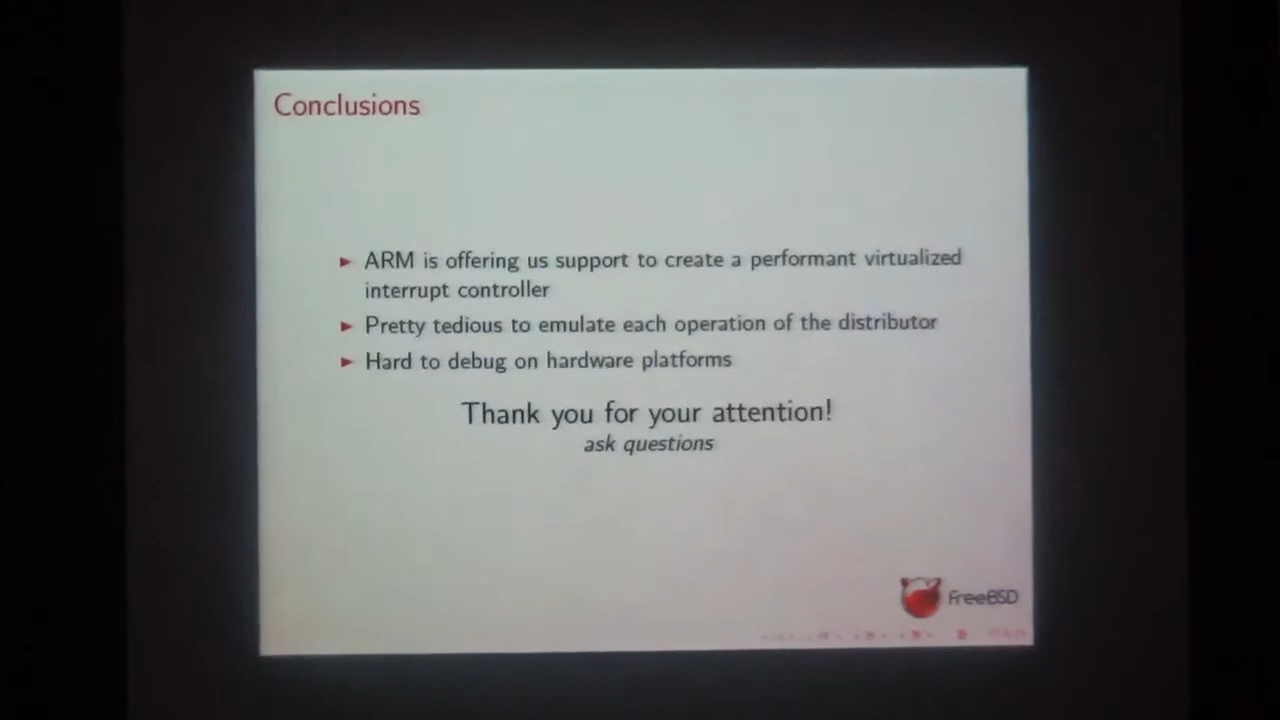 Conclusions
► ARM is offering us support to create a performant virtualized
interrupt controller
► Pretty tedious to emulate each operation of the distributor
► Hard to debug on hardware platforms
Thank you for your attention!
ask questions
FreeBSD